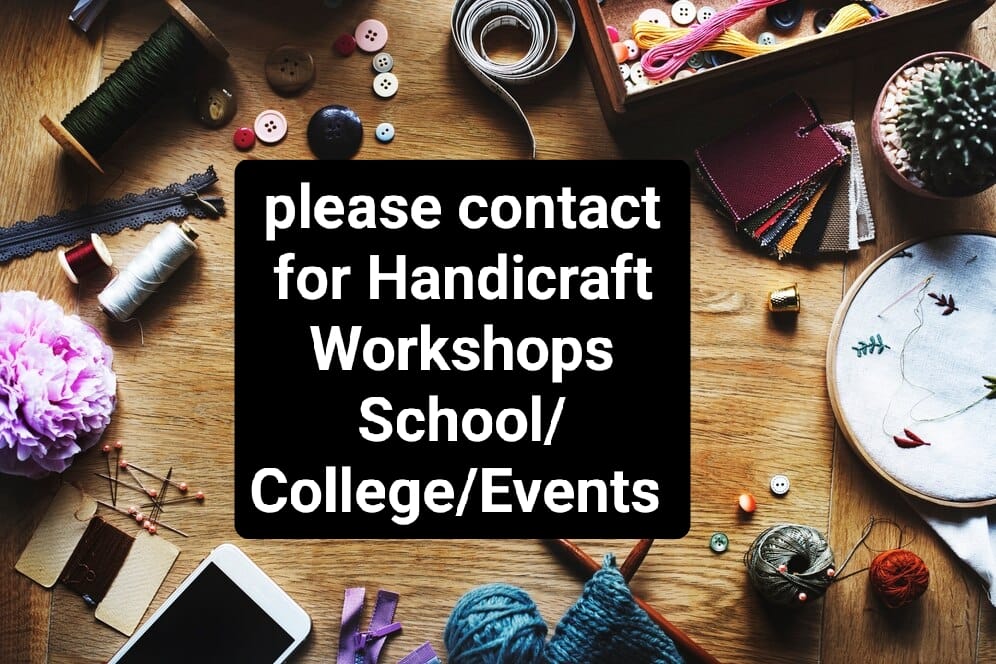 please contact
for Handicraft
Workshops
School/
College/Events